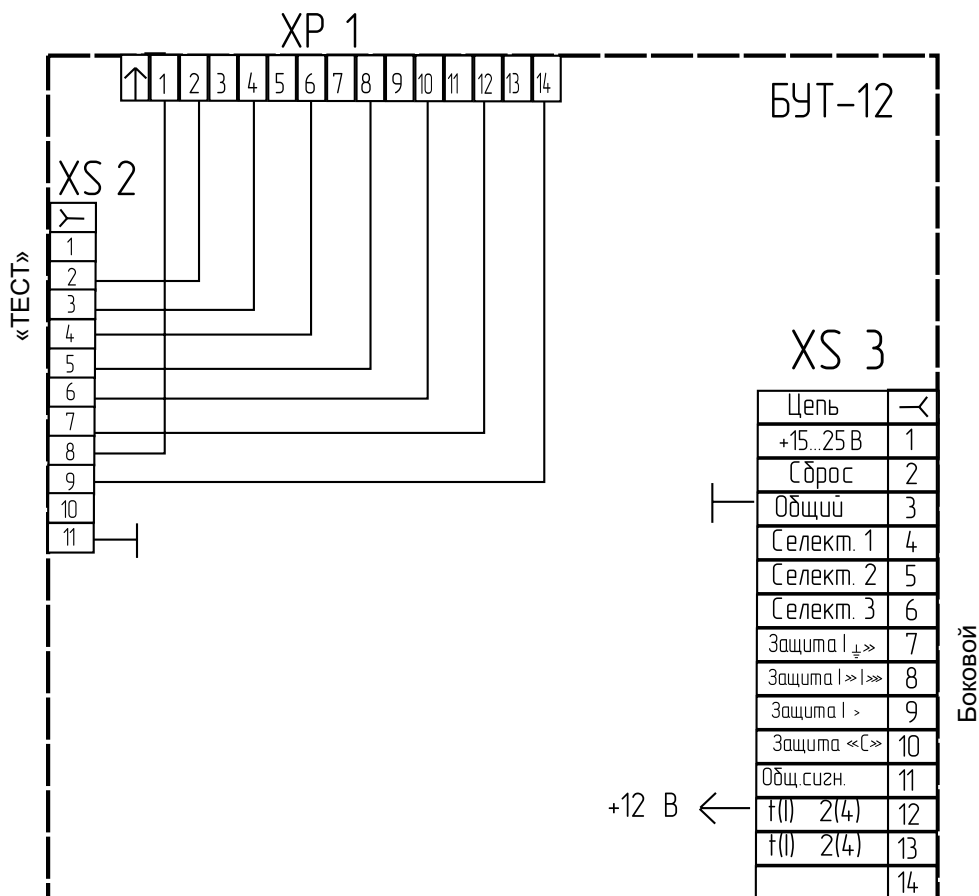 XP 1
1 2 3 4 5 6 7 8 9 10 11 12 13 14
БУТ-12
XS 2
1
2
3
4
5
6
7
8
9
10
11
«ТЕСТ»
XS 3
Цепь
+15...25 В 1
Сброс 2
Общий 3
Селект. 1 4
Селект. 2 5
Селект. 3 6
Защита I⏚» 7
Защита I»I⋙ 8
Защита I > 9
Защита «С» 10
Общ.сигн. 11
+12 В t(I) 2(4) 12
t(I) 2(4) 13
14
Боковой